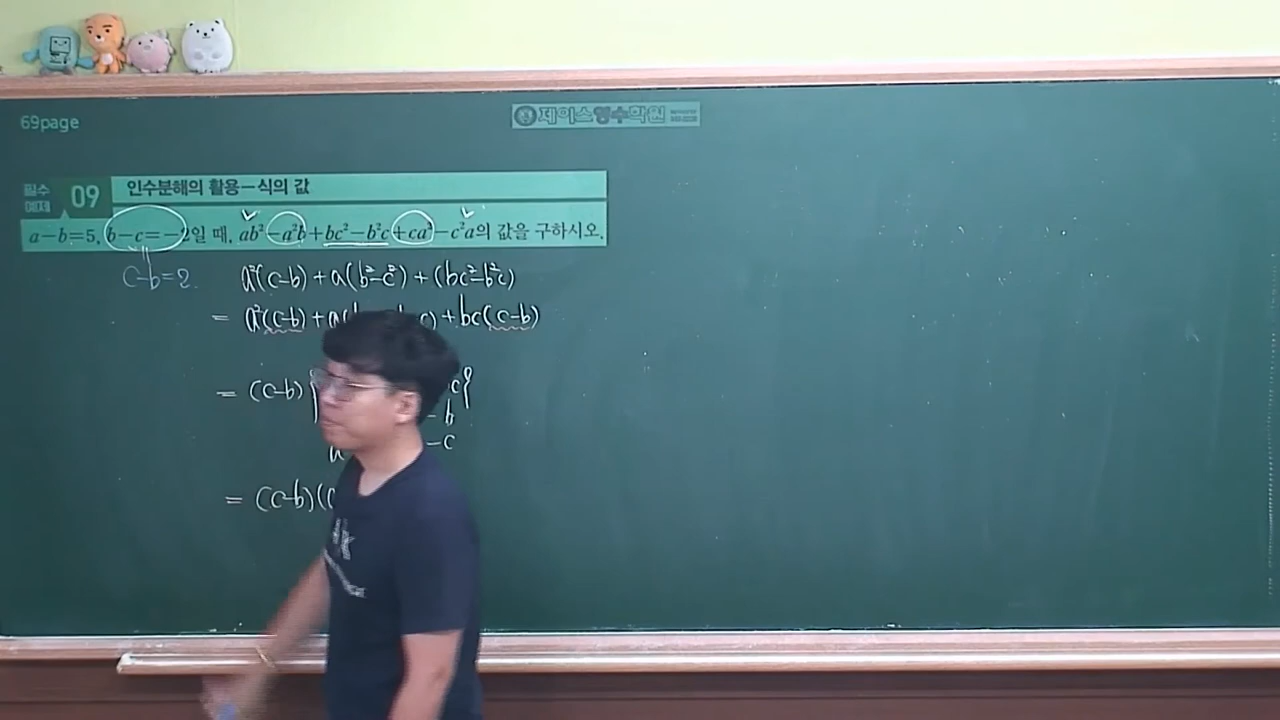 69page
제이스영수학원
필수 예제 09 인수분해의 활용-식의 값
a-b=5, b-c=-2일 때, ab²-a²b+bc²-b²c+ca²-c²a의 값을 구하시오.
c-b=2. a²(c-b)+a(b²-c²)+(bc²-b²c)
= a²(c-b)+a( c)+bc(c-b)
= (c-b){ c}
-b
a -c
= (c-b)(